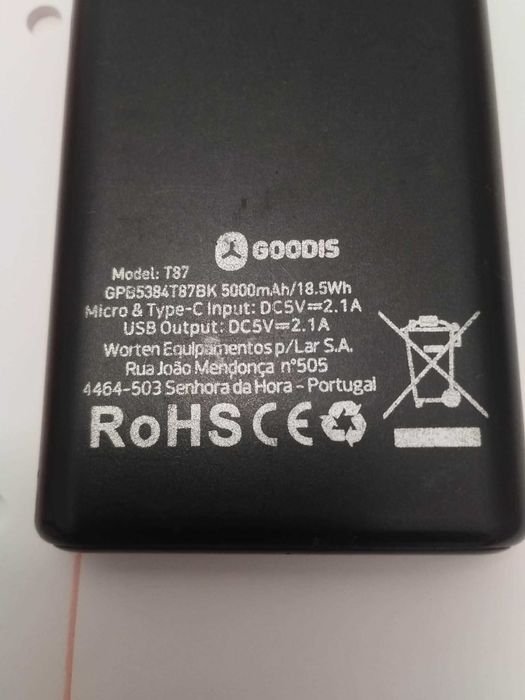 GOODIS
Model: T87
GPB5384T87BK 5000mAh/18.5Wh
Micro & Type-C Input: DC5V⎓2.1A
USB Output: DC5V⎓2.1A
Worten Equipamentos p/Lar S.A.
Rua João Mendonça n°505
4464-503 Senhora da Hora - Portugal
RoHS CE